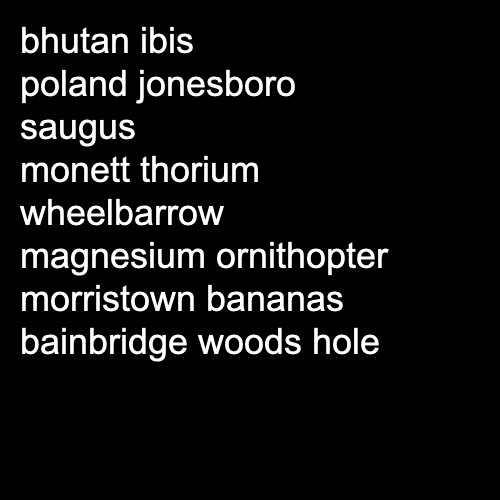 bhutan ibis
poland jonesboro
saugus
monett thorium
wheelbarrow
magnesium ornithopter
morristown bananas
bainbridge woods hole